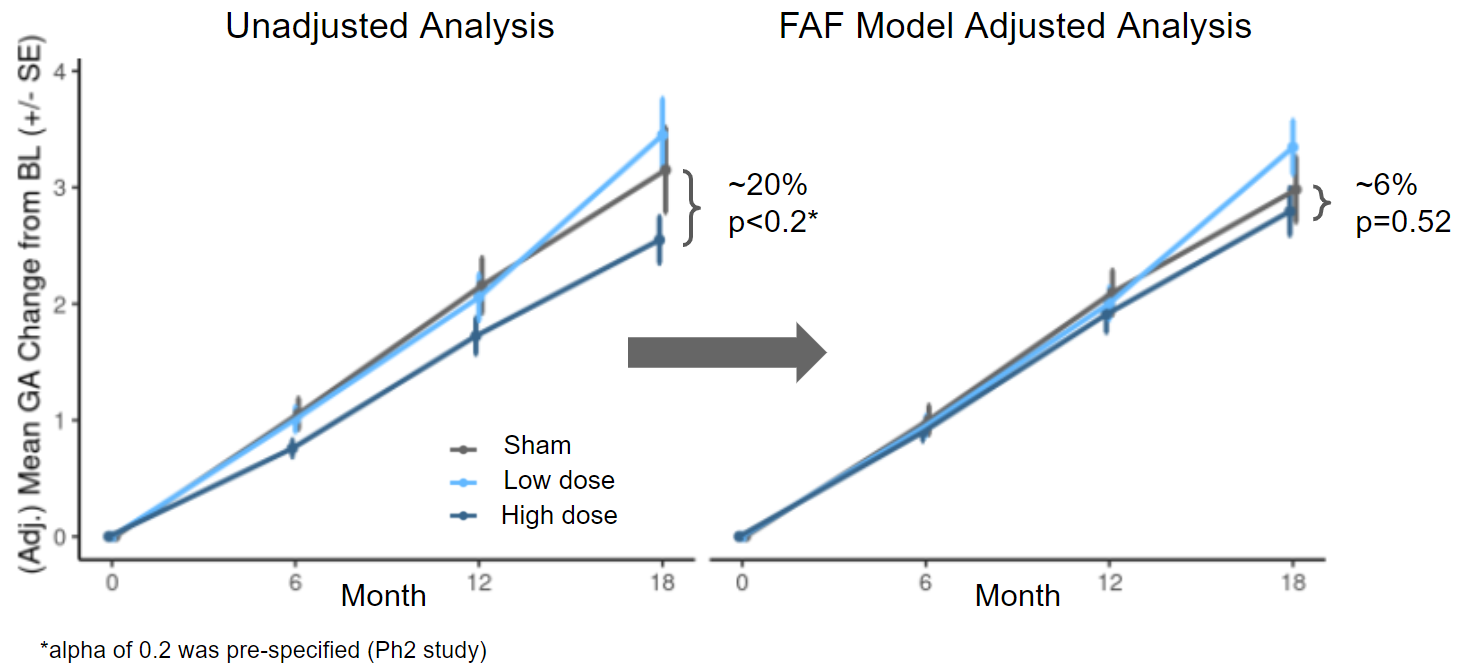 Unadjusted Analysis
FAF Model Adjusted Analysis
(Adj.) Mean GA Change from BL (+/- SE)
4
3
2
1
0
~20%
p<0.2*
~6%
p=0.52
Sham
Low dose
High dose
0 6 12 18
0 6 12 18
Month
Month
*alpha of 0.2 was pre-specified (Ph2 study)